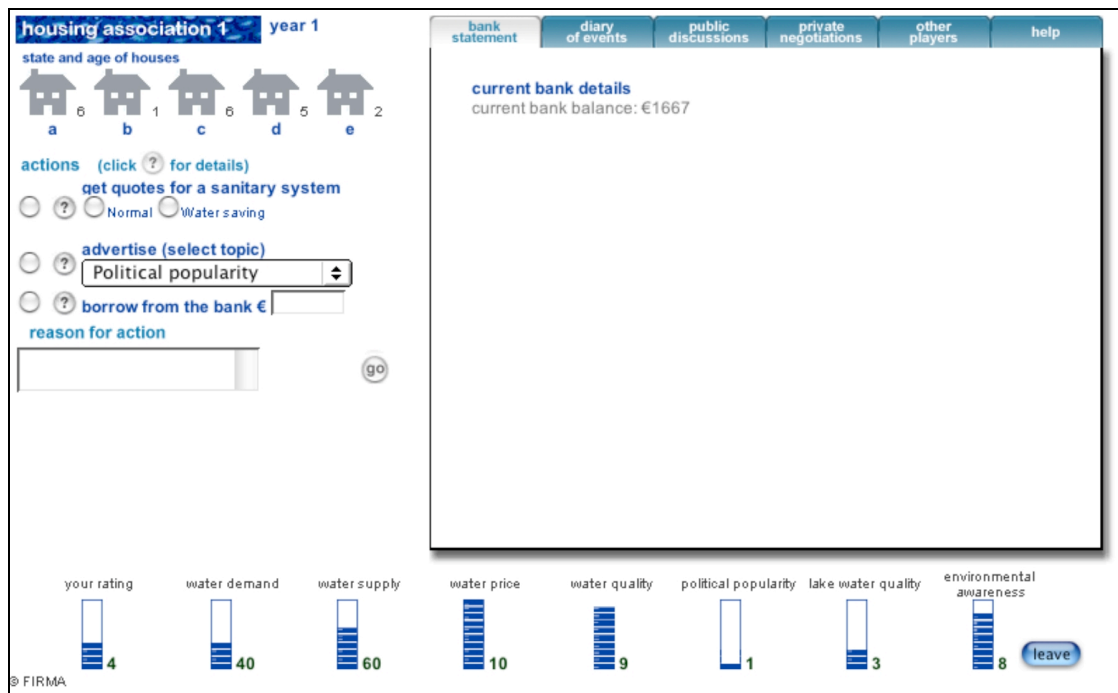 housing association 1 year 1
state and age of houses
6 1 6 5 2
a b c d e
actions (click ? for details)
get quotes for a sanitary system
? Normal Water saving
advertise (select topic)
? Political popularity
? borrow from the bank €
reason for action
go
bank statement
diary of events
public discussions
private negotiations
other players
help
current bank details
current bank balance: €1667
your rating water demand water supply water price water quality political popularity lake water quality environmental awareness
4 40 60 10 9 1 3 8
leave
© FIRMA